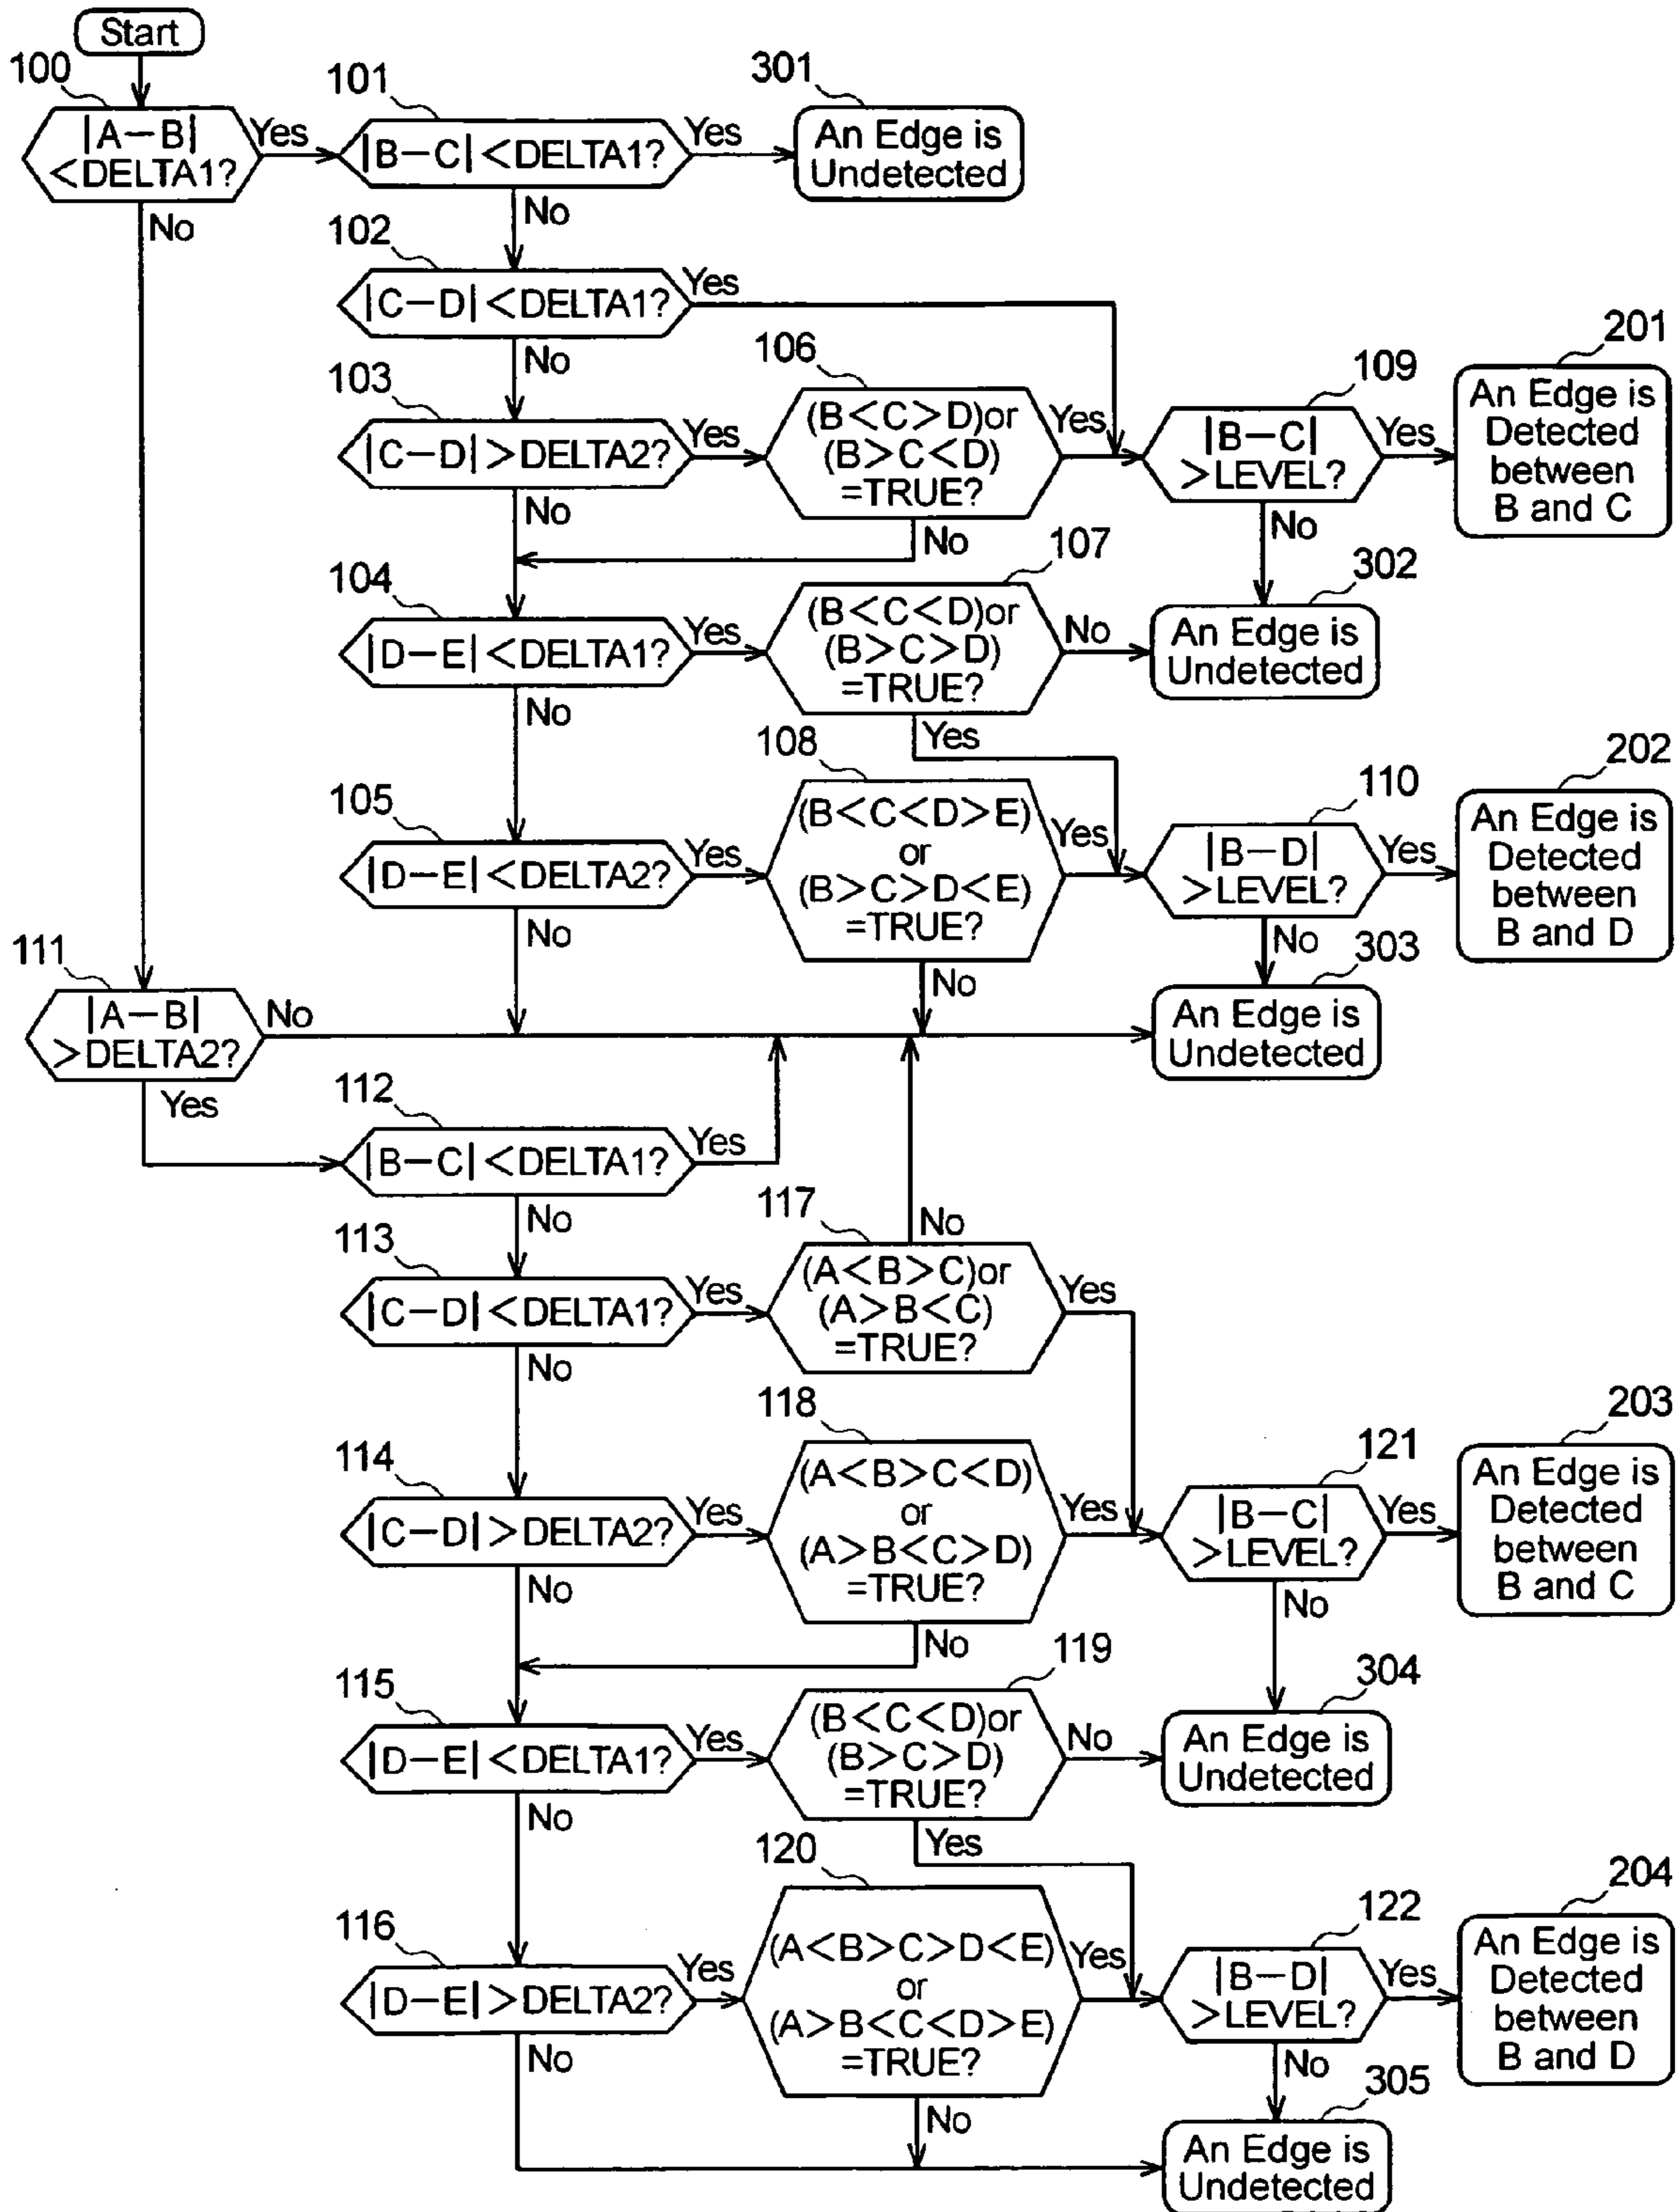 Start
100
|A-B|
<DELTA1?
Yes
No
101
|B-C|<DELTA1?
Yes
No
301
An Edge is
Undetected
102
|C-D|<DELTA1?
Yes
No
103
|C-D|>DELTA2?
Yes
No
106
(B<C>D)or
(B>C<D)
=TRUE?
Yes
No
109
|B-C|
>LEVEL?
Yes
No
201
An Edge is
Detected
between
B and C
302
An Edge is
Undetected
104
|D-E|<DELTA1?
Yes
No
107
(B<C<D)or
(B>C>D)
=TRUE?
No
Yes
105
|D-E|<DELTA2?
Yes
No
108
(B<C<D>E)
or
(B>C>D<E)
=TRUE?
Yes
No
110
|B-D|
>LEVEL?
Yes
No
202
An Edge is
Detected
between
B and D
303
An Edge is
Undetected
111
|A-B|
>DELTA2?
No
Yes
112
|B-C|<DELTA1?
Yes
No
113
|C-D|<DELTA1?
Yes
No
117
No
(A<B>C)or
(A>B<C)
=TRUE?
Yes
114
|C-D|>DELTA2?
Yes
No
118
(A<B>C<D)
or
(A>B<C>D)
=TRUE?
Yes
No
121
|B-C|
>LEVEL?
Yes
No
203
An Edge is
Detected
between
B and C
304
An Edge is
Undetected
115
|D-E|<DELTA1?
Yes
No
119
(B<C<D)or
(B>C>D)
=TRUE?
No
Yes
116
|D-E|>DELTA2?
Yes
No
120
(A<B>C>D<E)
or
(A>B<C<D>E)
=TRUE?
Yes
No
122
|B-D|
>LEVEL?
Yes
No
204
An Edge is
Detected
between
B and D
305
An Edge is
Undetected